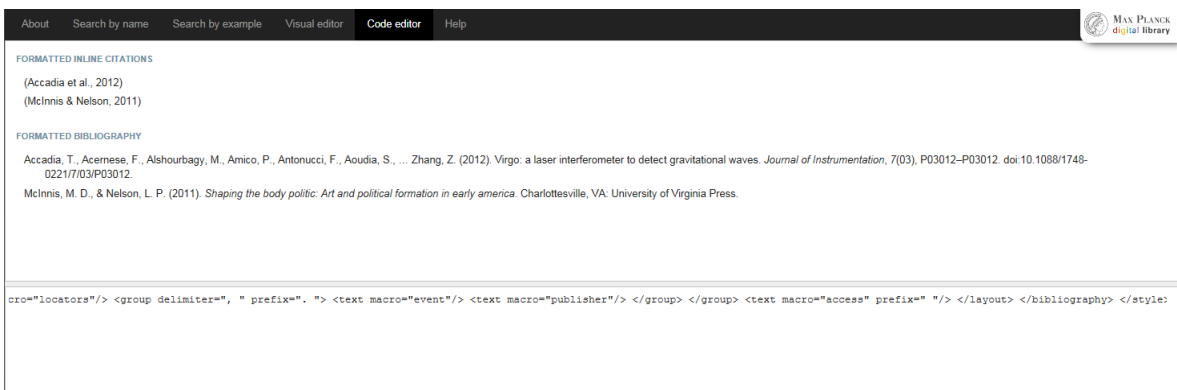 About Search by name Search by example Visual editor Code editor Help
MAX PLANCK
digital library
FORMATTED INLINE CITATIONS
(Accadia et al., 2012)
(McInnis & Nelson, 2011)
FORMATTED BIBLIOGRAPHY
Accadia, T., Acernese, F., Alshourbagy, M., Amico, P., Antonucci, F., Aoudia, S., … Zhang, Z. (2012). Virgo: a laser interferometer to detect gravitational waves. Journal of Instrumentation, 7(03), P03012–P03012. doi:10.1088/1748-
0221/7/03/P03012.
McInnis, M. D., & Nelson, L. P. (2011). Shaping the body politic: Art and political formation in early america. Charlottesville, VA: University of Virginia Press.
cro="locators"/> <group delimiter=", " prefix=". "> <text macro="event"/> <text macro="publisher"/> </group> </group> <text macro="access" prefix=" "/> </layout> </bibliography> </style>